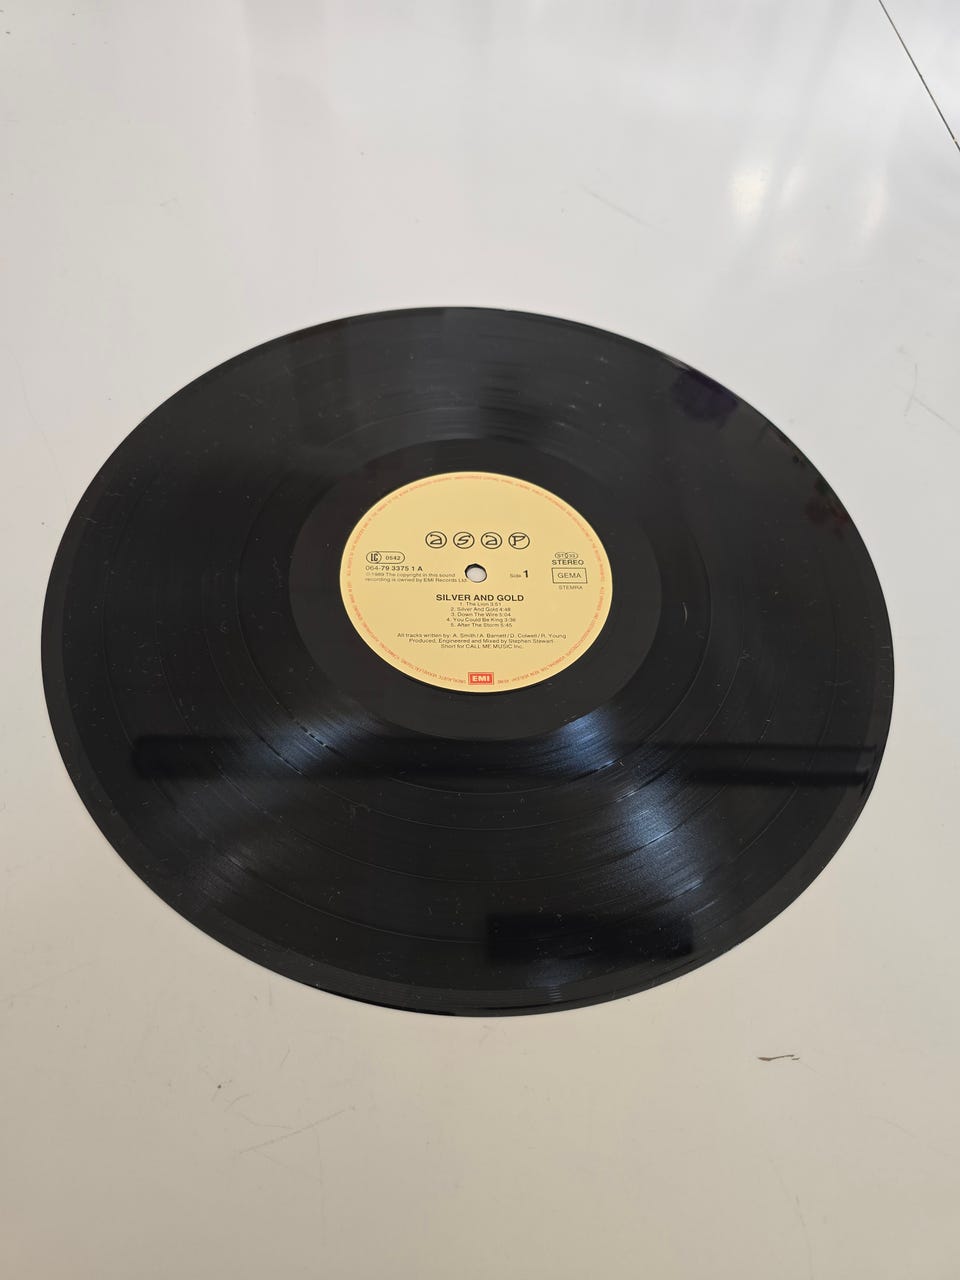 asap
LC 0542
064-79 3375 1 A
℗ 1989 The copyright in this sound
recording is owned by EMI Records Ltd.
Side 1
ST 33
STEREO
GEMA
STEMRA
SILVER AND GOLD
1. The Lion 3:51
2. Silver And Gold 4:48
3. Down The Wire 5:04
4. You Could Be King 3:36
5. After The Storm 5:45
All tracks written by: A. Smith / A. Barnett / D. Colwell / R. Young
Produced, Engineered and Mixed by Stephen Stewart-
Short for CALL ME MUSIC Inc.
EMI